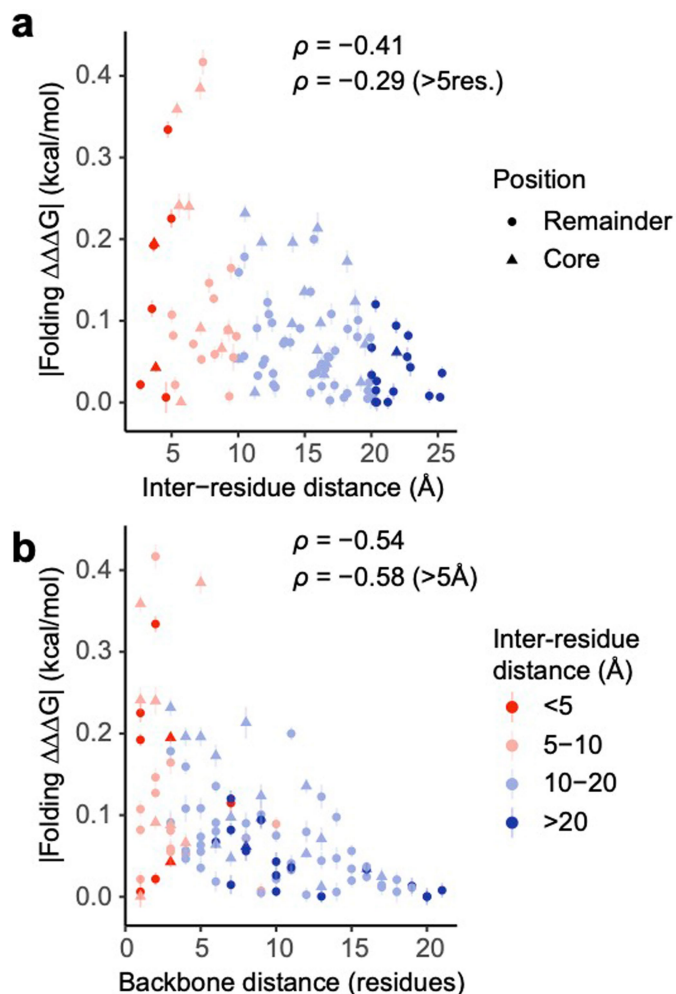 a
ρ = −0.41
ρ = −0.29 (>5res.)
|Folding ΔΔΔG| (kcal/mol)
0.4
0.3
0.2
0.1
0.0
5
10
15
20
25
Inter−residue distance (Å)
Position
Remainder
Core
b
ρ = −0.54
ρ = −0.58 (>5Å)
|Folding ΔΔΔG| (kcal/mol)
0.4
0.3
0.2
0.1
0.0
0
5
10
15
20
Backbone distance (residues)
Inter-residue
distance (Å)
<5
5−10
10−20
>20